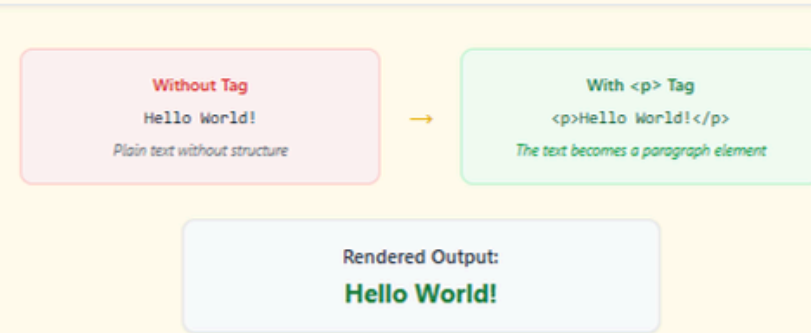 Without Tag
Hello World!
Plain text without structure
→
With <p> Tag
<p>Hello World!</p>
The text becomes a paragraph element
Rendered Output:
Hello World!